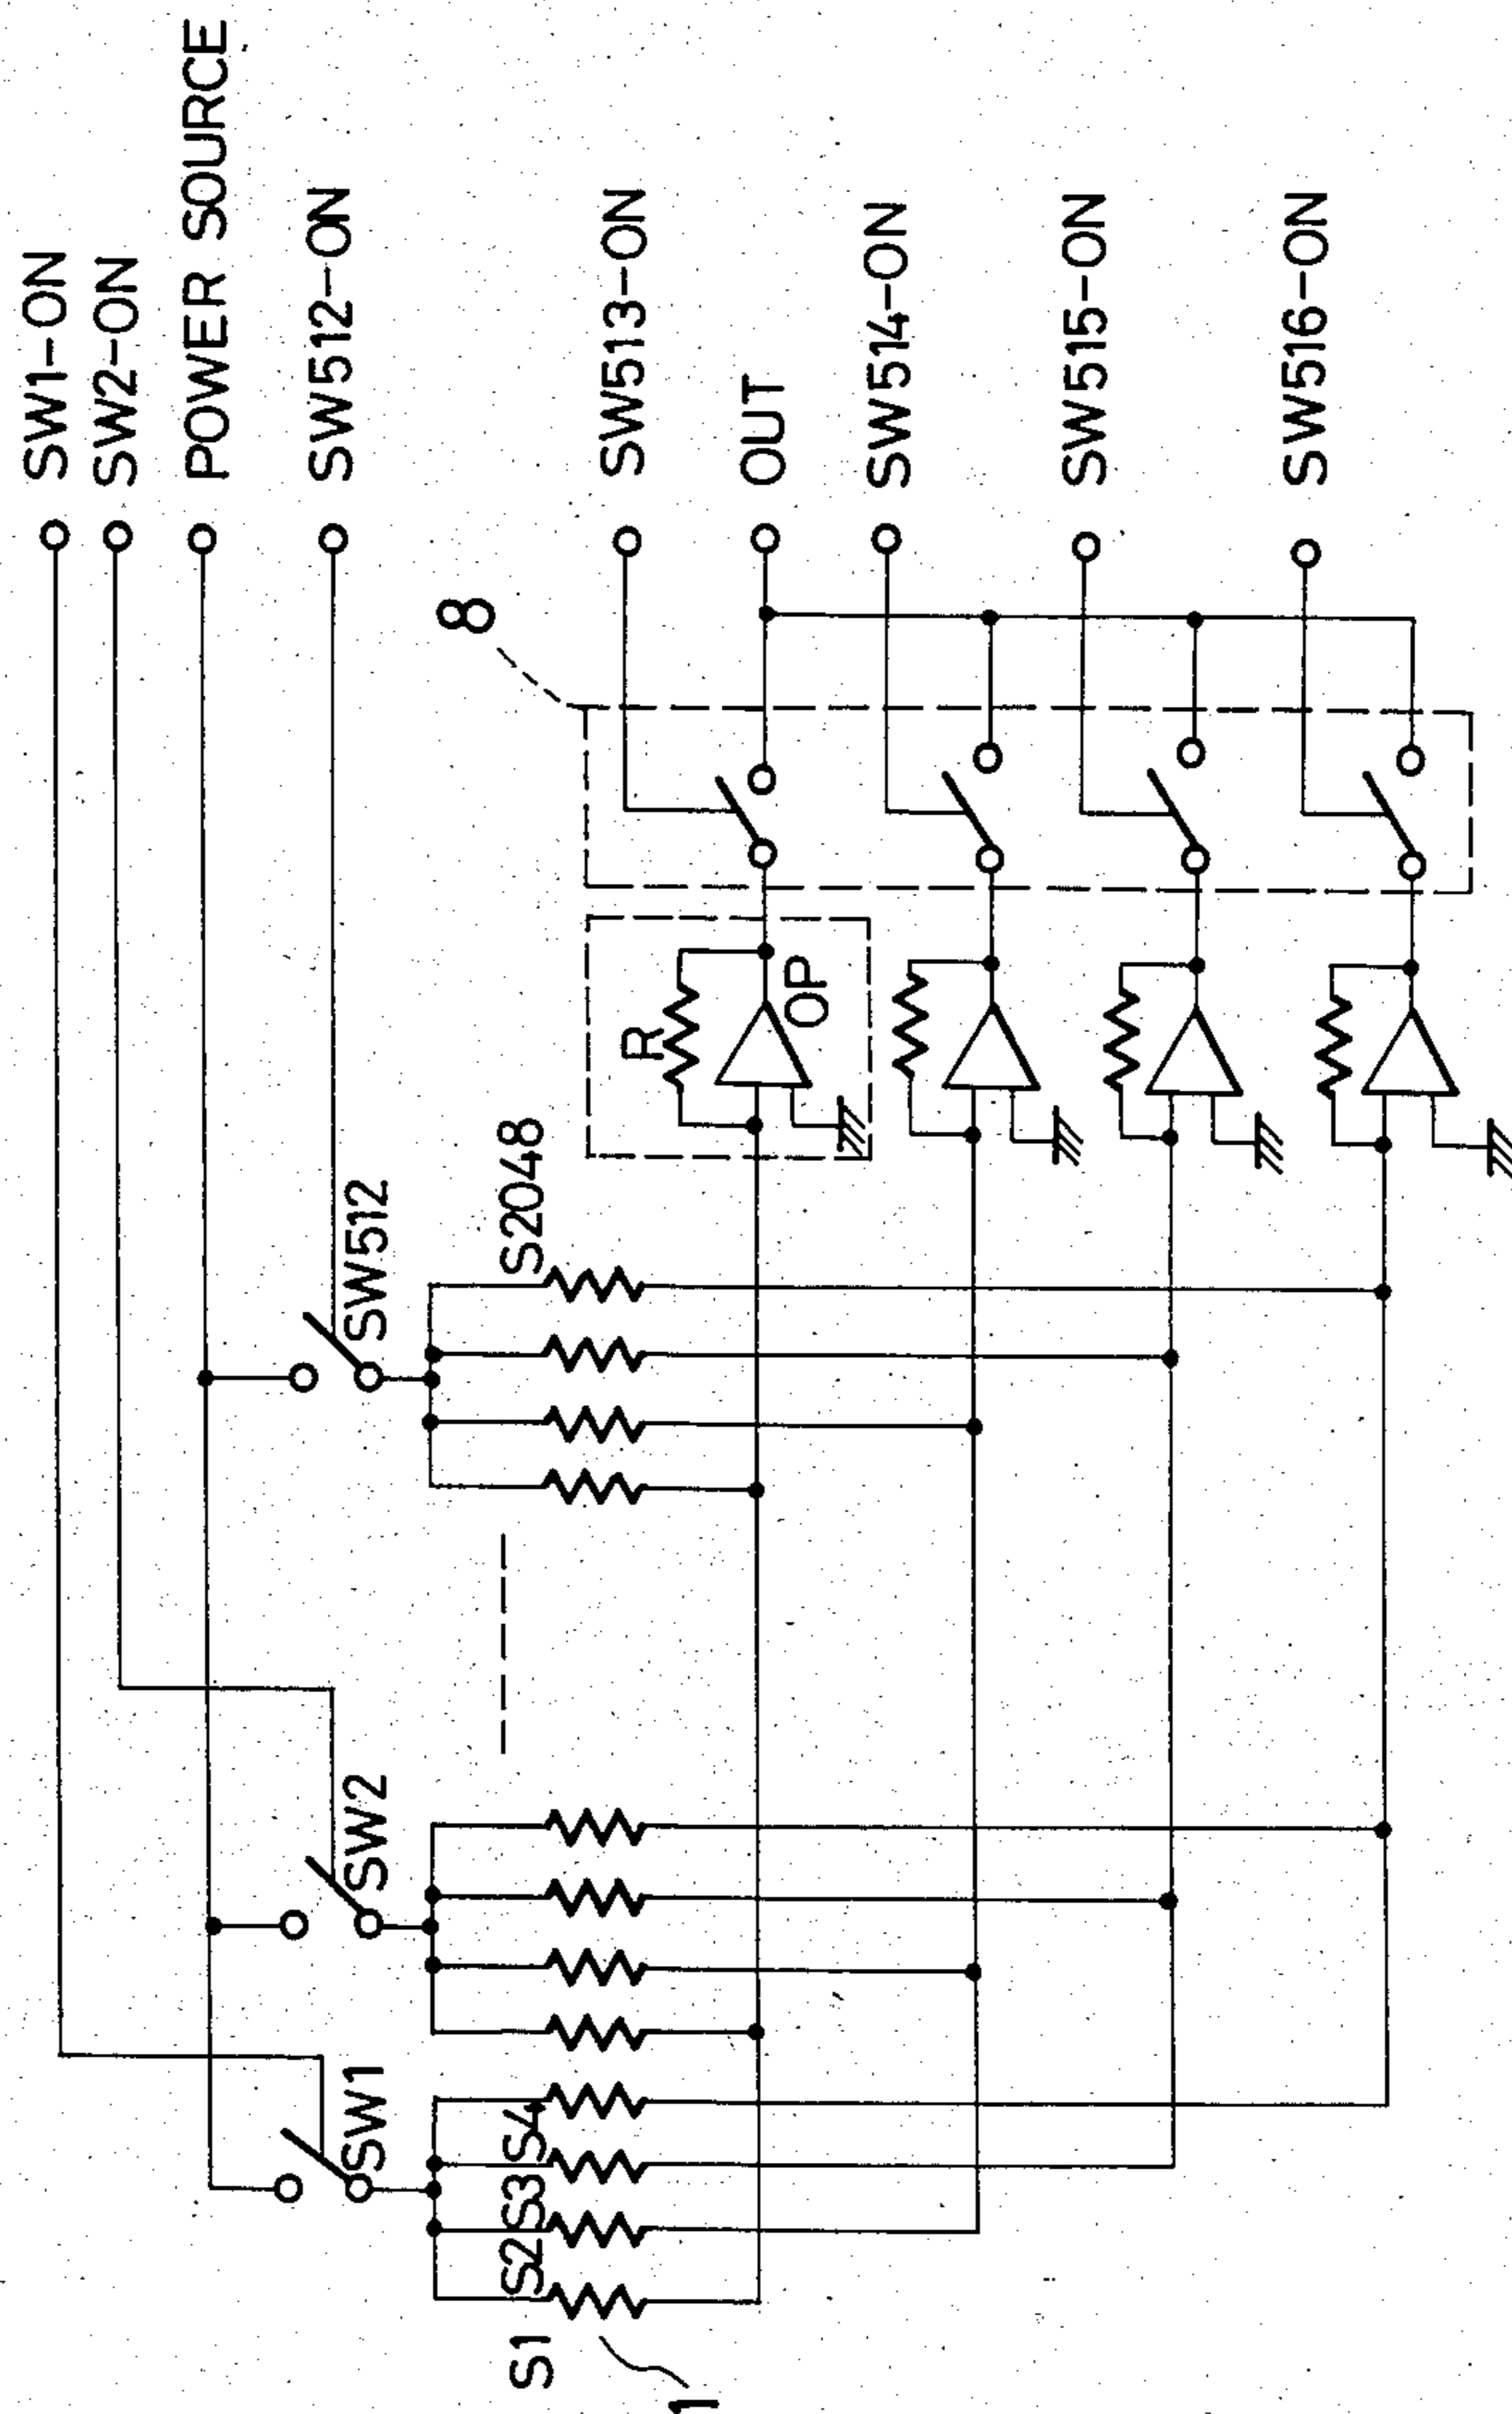 SW1-ON
SW2-ON
POWER SOURCE
SW512-ON
SW1
SW2
SW512
S1
S2
S3
S4
S2048
1
R
OP
8
SW513-ON
OUT
SW514-ON
SW515-ON
SW516-ON